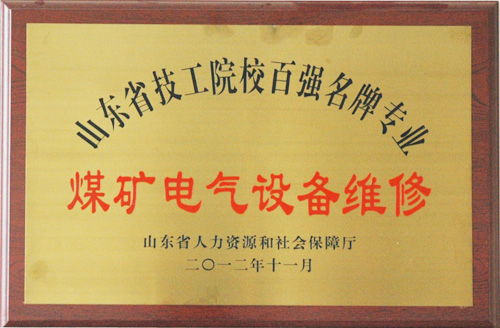 山东省技工院校百强名牌专业
煤矿电气设备维修
山东省人力资源和社会保障厅
二〇一二年十一月